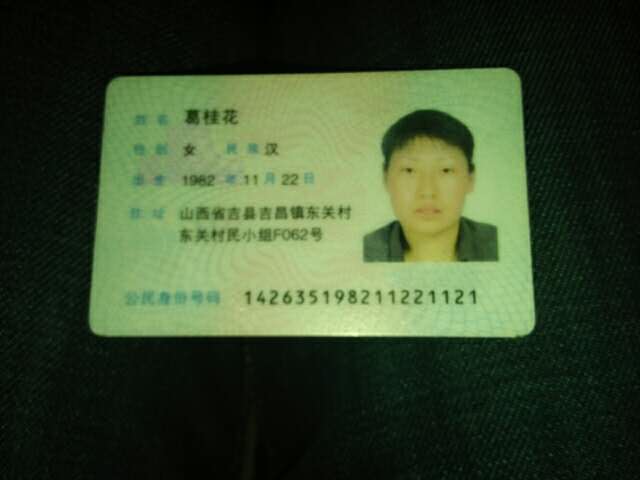 姓名 葛桂花
性别 女 民族 汉
出生 1982 年 11 月 22 日
住址 山西省吉县吉昌镇东关村
东关村民小组F062号
公民身份号码 142635198211221121